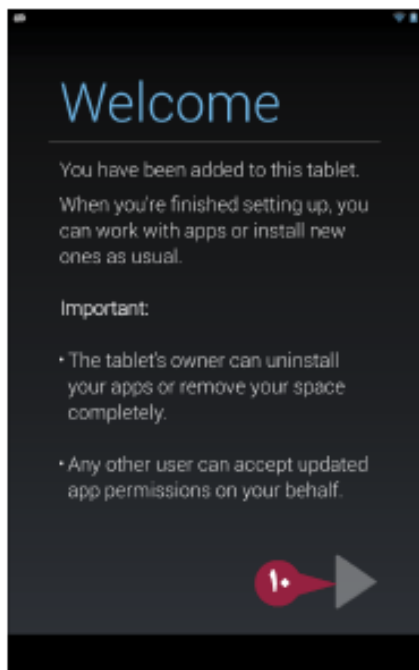 Welcome
You have been added to this tablet.
When you're finished setting up, you
can work with apps or install new
ones as usual.
Important:
• The tablet's owner can uninstall
your apps or remove your space
completely.
• Any other user can accept updated
app permissions on your behalf.
١٠